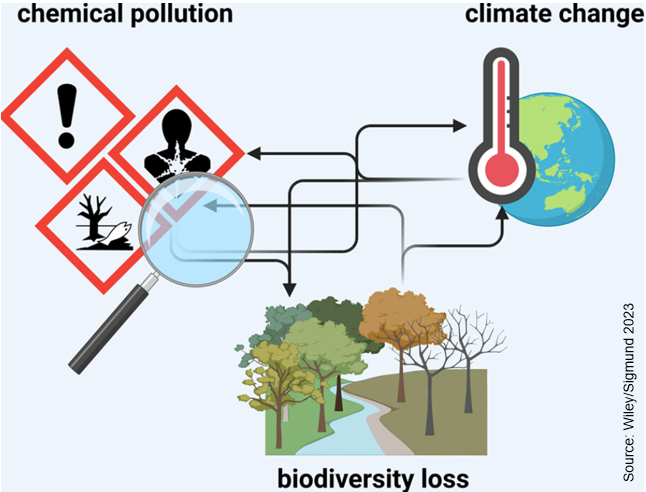 chemical pollution
climate change
biodiversity loss
Source: Wiley/Sigmund 2023